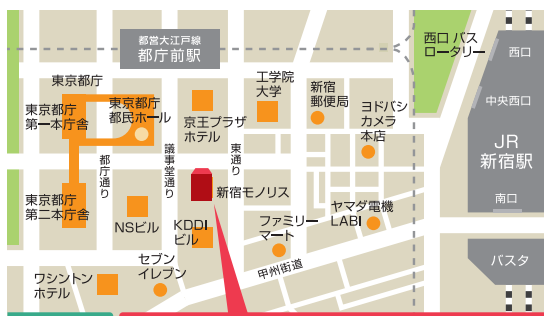 都営大江戸線
都庁前駅
西口 バス
ロータリー
西口
東京都庁
工学院
大学
新宿
郵便局
中央西口
東京都庁
第一本庁舎
東京都庁
都民ホール
京王プラザ
ホテル
ヨドバシ
カメラ
本店
JR
新宿駅
都庁通り
議事堂通り
東通り
新宿モノリス
南口
東京都庁
第二本庁舎
NSビル
KDDI
ビル
ファミリー
マート
ヤマダ電機
LABI
バスタ
セブン
イレブン
甲州街道
ワシントン
ホテル